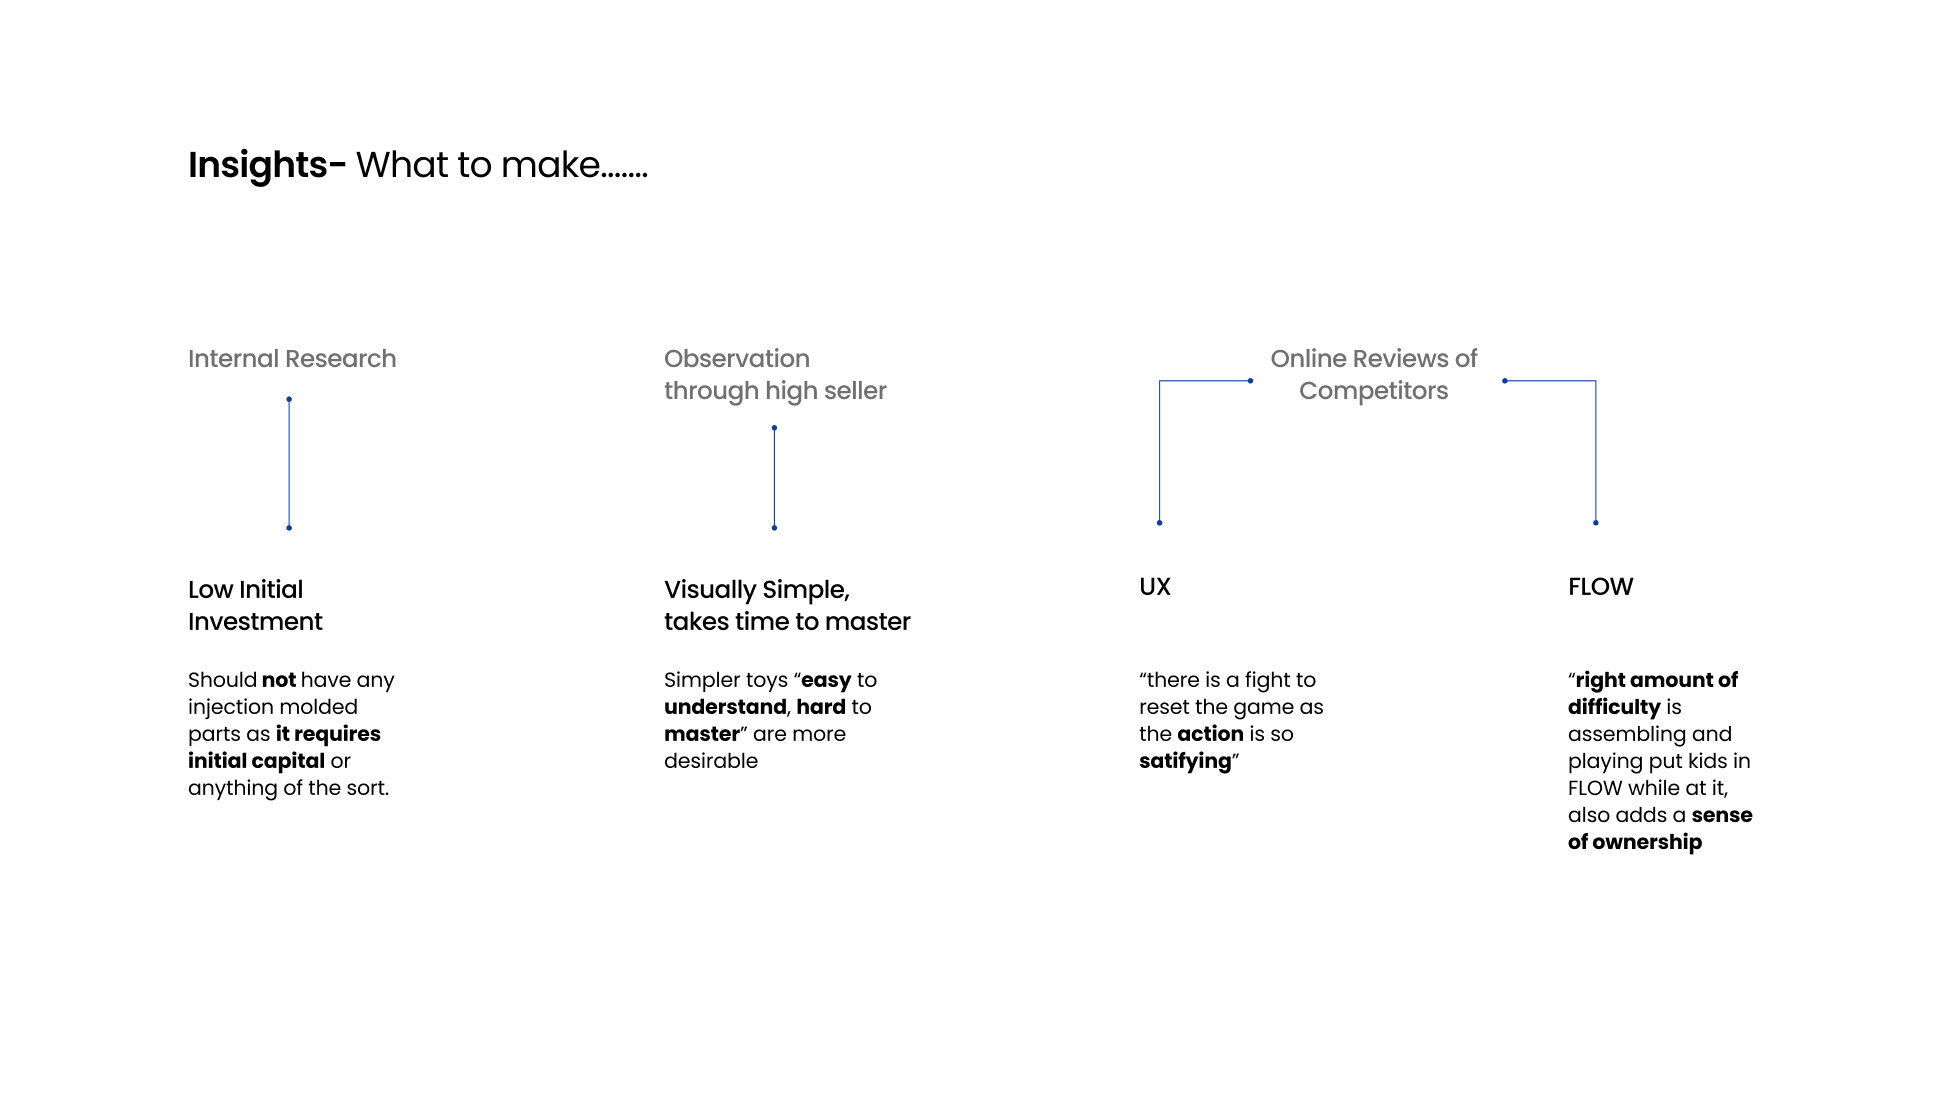 Insights- What to make.......
Internal Research
Observation
through high seller
Online Reviews of
Competitors
Low Initial
Investment
Should not have any
injection molded
parts as it requires
initial capital or
anything of the sort.
Visually Simple,
takes time to master
Simpler toys “easy to
understand, hard to
master” are more
desirable
UX
“there is a fight to
reset the game as
the action is so
satifying”
FLOW
“right amount of
difficulty is
assembling and
playing put kids in
FLOW while at it,
also adds a sense
of ownership